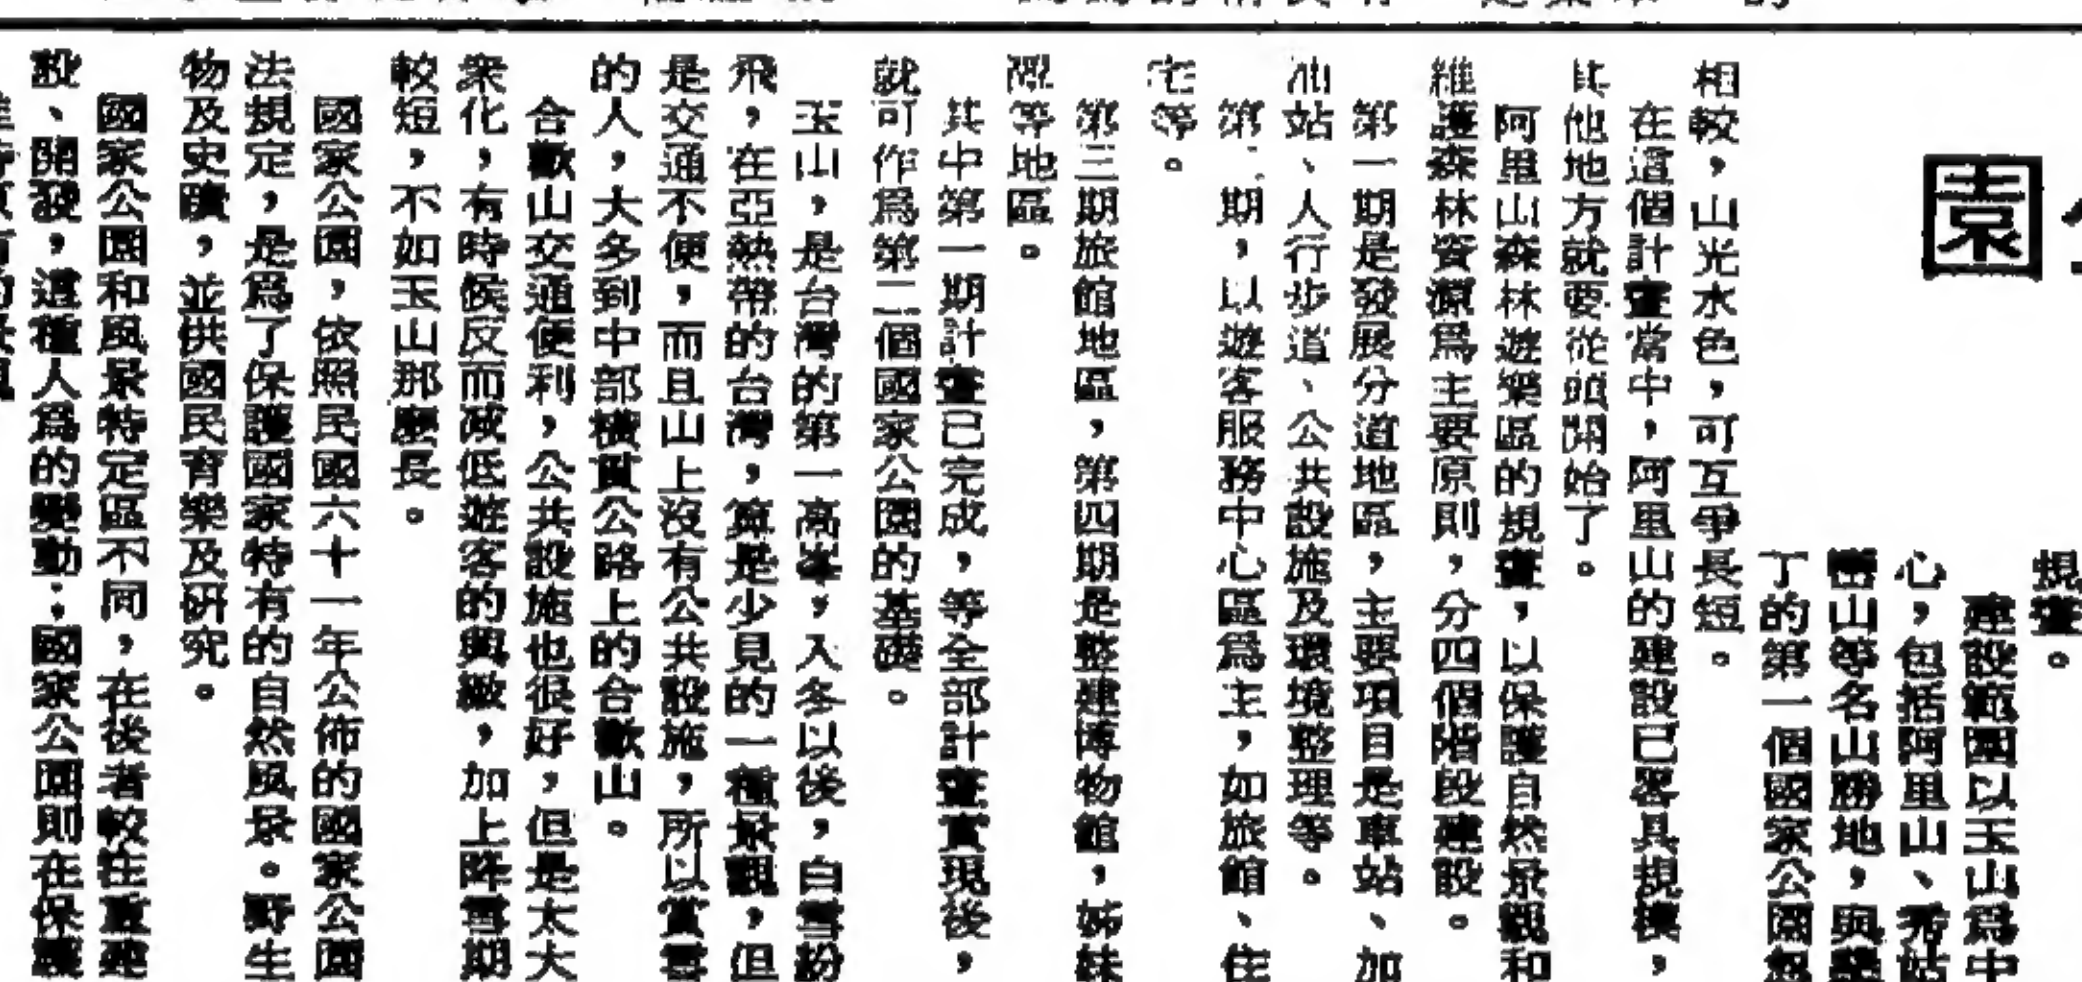 園
規畫。
建設範圍以玉山為中
心，包括阿里山、秀姑
巒山等名山勝地，與墾
丁的第一個國家公園
相較，山光水色，可互爭長短。
在這個計畫當中，阿里山的建設已畧具規模，
其他地方就要從頭開始了。
阿里山森林遊樂區的規畫，以保護自然景觀和
維護森林資源為主要原則，分四個階段建設。
第一期是發展分道地區，主要項目是車站、加
油站、人行步道、公共設施及環境整理等。
第 期，以遊客服務中心區為主，如旅館、住
宅等。
第三期旅館地區，第四期是整建博物館，姊妹
等地區。
其中第一期計畫已完成，等全部計畫實現後，
就可作為第二個國家公園的基礎。
玉山，是台灣的第一高峯，入冬以後，白雪紛
飛，在亞熱帶的台灣，算是少見的一種景觀，但
是交通不便，而且山上沒有公共設施，所以賞雪
的人，大多到中部橫貫公路上的合歡山。
合歡山交通便利，公共設施也很好，但是太大
衆化，有時候反而減低遊客的興緻，加上降雪期
較短，不如玉山那麼長。
國家公園，依照民國六十一年公佈的國家公園
法規定，是為了保護國家特有的自然風景。野生
物及史蹟，並供國民育樂及研究。
國家公園和風景特定區不同，在後者較注重建
設、開發，這種人為的變動；國家公園則在保護